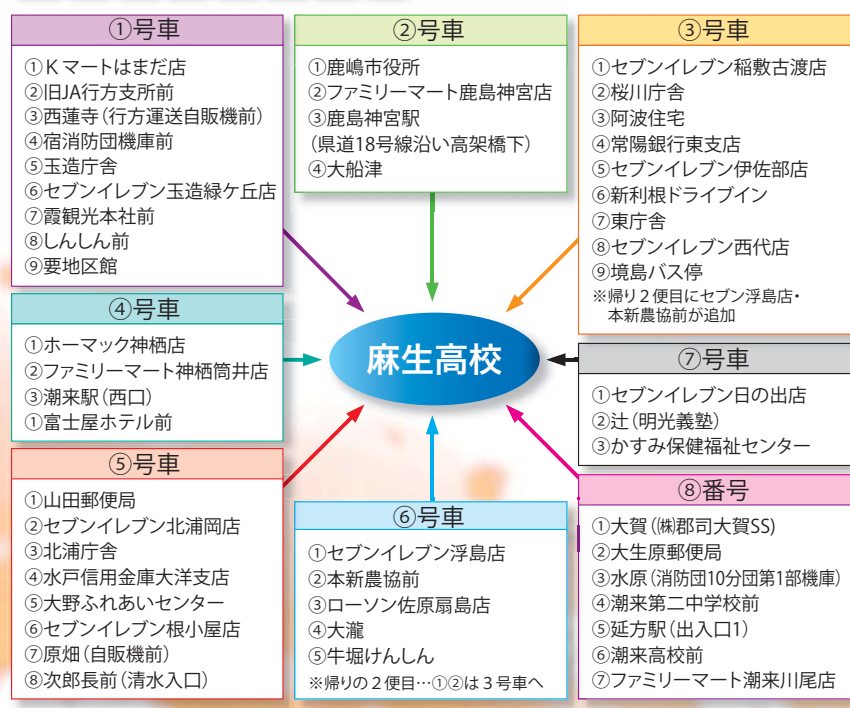 ①号車
①Kマートはまだ店
②旧JA行方支所前
③西蓮寺(行方運送自販機前)
④宿消防団機庫前
⑤玉造庁舎
⑥セブンイレブン玉造緑ケ丘店
⑦霞観光本社前
⑧しんしん前
⑨要地区館
②号車
①鹿嶋市役所
②ファミリーマート鹿島神宮店
③鹿島神宮駅
(県道18号線沿い高架橋下)
④大船津
③号車
①セブンイレブン稲敷古渡店
②桜川庁舎
③阿波住宅
④常陽銀行東支店
⑤セブンイレブン伊佐部店
⑥新利根ドライブイン
⑦東庁舎
⑧セブンイレブン西代店
⑨境島バス停
※帰り2便目にセブン浮島店・
本新農協前が追加
④号車
①ホーマック神栖店
②ファミリーマート神栖筒井店
③潮来駅(西口)
①富士屋ホテル前
麻生高校
⑦号車
①セブンイレブン日の出店
②辻(明光義塾)
③かすみ保健福祉センター
⑤号車
①山田郵便局
②セブンイレブン北浦岡店
③北浦庁舎
④水戸信用金庫大洋支店
⑤大野ふれあいセンター
⑥セブンイレブン根小屋店
⑦原畑(自販機前)
⑧次郎長前(清水入口)
⑥号車
①セブンイレブン浮島店
②本新農協前
③ローソン佐原扇島店
④大瀧
⑤牛堀けんしん
※帰りの2便目…①②は3号車へ
⑧番号
①大賀(㈱郡司大賀SS)
②大生原郵便局
③水原(消防団10分団第1部機庫)
④潮来第二中学校前
⑤延方駅(出入口1)
⑥潮来高校前
⑦ファミリーマート潮来川尾店